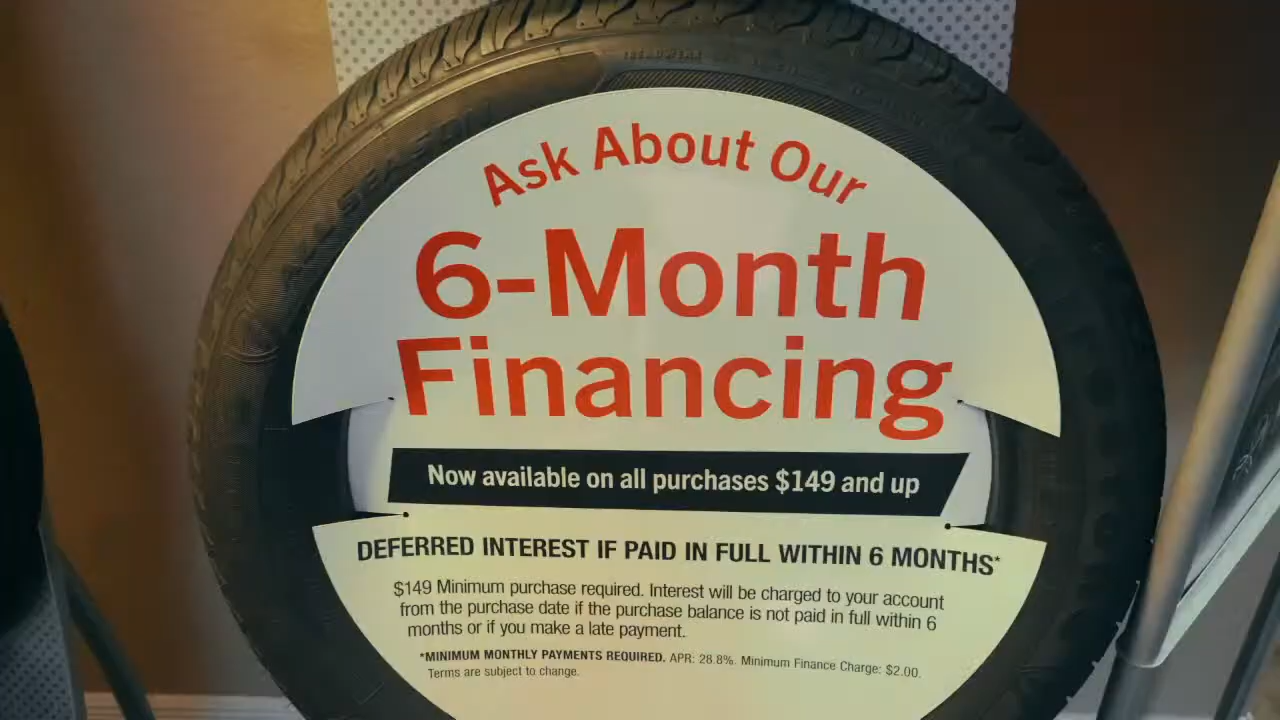 Ask About Our
6-Month
Financing
Now available on all purchases $149 and up
DEFERRED INTEREST IF PAID IN FULL WITHIN 6 MONTHS*
$149 Minimum purchase required. Interest will be charged to your account
from the purchase date if the purchase balance is not paid in full within 6
months or if you make a late payment.
*MINIMUM MONTHLY PAYMENTS REQUIRED. APR: 28.8%. Minimum Finance Charge: $2.00.
Terms are subject to change.